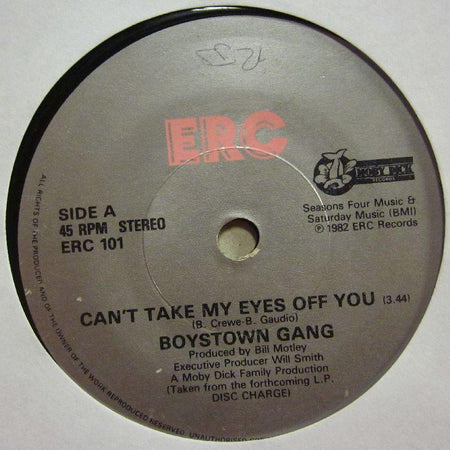 ERC
MOBY DICK
RECORDS
SIDE A
45 RPM STEREO
ERC 101
Seasons Four Music &
Saturday Music (BMI)
℗ 1982 ERC Records
CAN'T TAKE MY EYES OFF YOU (3.44)
(B. Crewe-B. Gaudio)
BOYSTOWN GANG
Produced by Bill Motley
Executive Producer Will Smith
A Moby Dick Family Production
(Taken from the forthcoming L.P.
DISC CHARGE)
ALL RIGHTS OF THE PRODUCER AND OF THE OWNER OF THE WORK REPRODUCED RESERVED. UNAUTHORISED